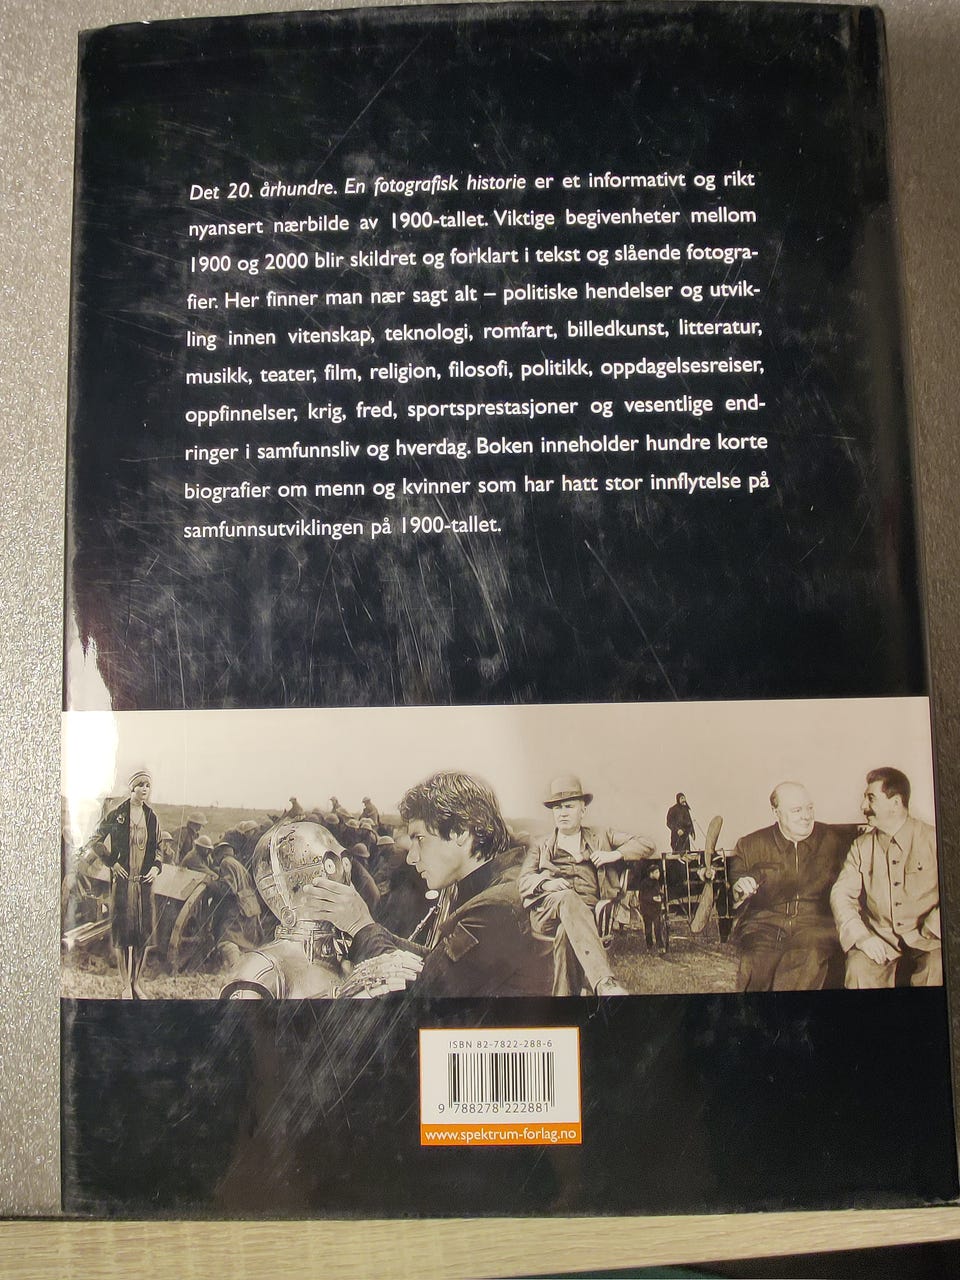 Det 20. århundre. En fotografisk historie er et informativt og rikt
nyansert nærbilde av 1900-tallet. Viktige begivenheter mellom
1900 og 2000 blir skildret og forklart i tekst og slående fotogra-
fier. Her finner man nær sagt alt – politiske hendelser og utvik-
ling innen vitenskap, teknologi, romfart, billedkunst, litteratur,
musikk, teater, film, religion, filosofi, politikk, oppdagelsesreiser,
oppfinnelser, krig, fred, sportsprestasjoner og vesentlige end-
ringer i samfunnsliv og hverdag. Boken inneholder hundre korte
biografier om menn og kvinner som har hatt stor innflytelse på
samfunnsutviklingen på 1900-tallet.
ISBN 82-7822-288-6
9 788278 222881
www.spektrum-forlag.no